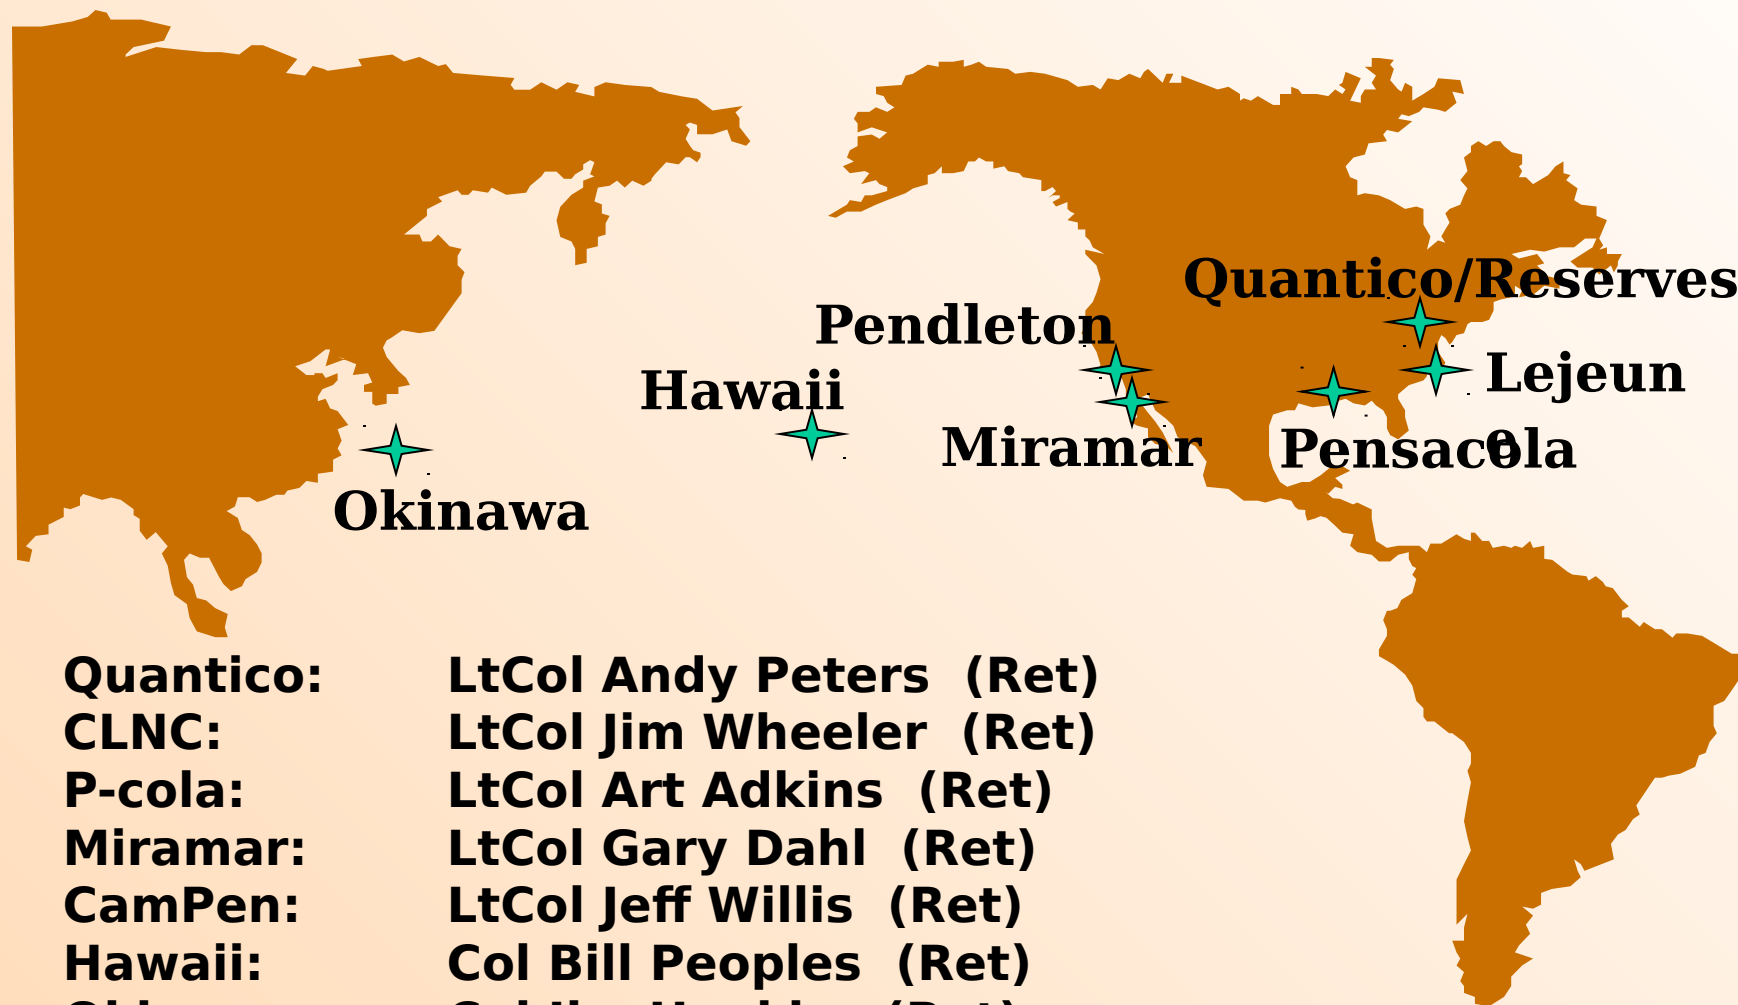 Quantico/Reserves
Pendleton
Lejeun
e
Hawaii
Miramar
Pensacola
Okinawa
Quantico: LtCol Andy Peters (Ret)
CLNC: LtCol Jim Wheeler (Ret)
P-cola: LtCol Art Adkins (Ret)
Miramar: LtCol Gary Dahl (Ret)
CamPen: LtCol Jeff Willis (Ret)
Hawaii: Col Bill Peoples (Ret)